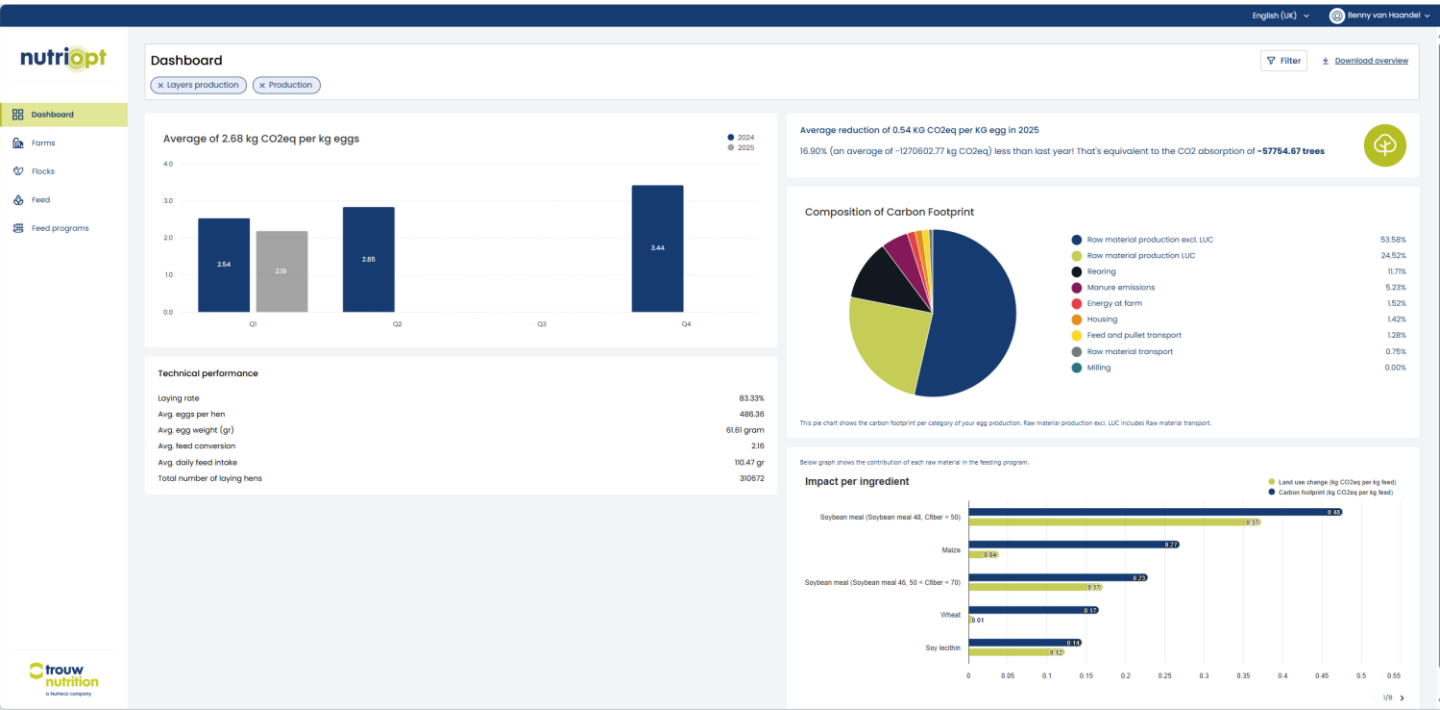 English (UK)
Benny van Haandel
nutriopt
Dashboard
Farms
Flocks
Feed
Feed programs
trouw
nutrition
a Nutreco company
Dashboard
Layers production
Production
Filter
Download overview
Average of 2.68 kg CO2eq per kg eggs
2024
2025
4.0
3.0
2.0
1.0
0.0
2.54
2.85
3.44
Q1
Q2
Q3
Q4
Technical performance
Laying rate 83.33%
Avg. eggs per hen 486.36
Avg. egg weight (gr) 61.61 gram
Avg. feed conversion 2.16
Avg. daily feed intake 110.47 gr
Total number of laying hens 310672
Average reduction of 0.54 KG CO2eq per KG egg in 2025
16.90% (an average of -1270602.77 kg CO2eq) less than last year! That's equivalent to the CO2 absorption of -57754.67 trees
Composition of Carbon Footprint
Raw material production excl. LUC 53.58%
Raw material production LUC 24.52%
Rearing 11.71%
Manure emissions 5.23%
Energy at farm 1.52%
Housing 1.42%
Feed and pullet transport 1.28%
Raw material transport 0.75%
Milling 0.00%
This pie chart shows the carbon footprint per category of your egg production. Raw material production excl. LUC includes Raw material transport.
Below graph shows the contribution of each raw material in the feeding program.
Impact per ingredient
Land use change (kg CO2eq per kg feed)
Carbon footprint (kg CO2eq per kg feed)
Soybean meal (Soybean meal 48, Cfiber < 50) 0.48
0.37
Maize 0.27
0.04
Soybean meal (Soybean meal 46, 50 < Cfiber < 70) 0.23
0.17
Wheat 0.17
0.01
Soy lecithin 0.14
0.12
0 0.05 0.1 0.15 0.2 0.25 0.3 0.35 0.4 0.45 0.5 0.55
1/8